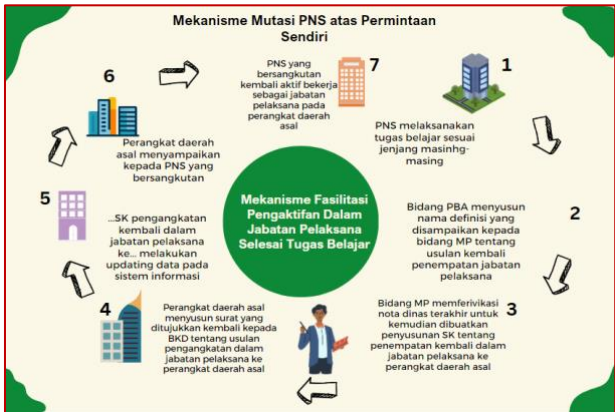 Mekanisme Mutasi PNS atas Permintaan
Sendiri
1
PNS melaksanakan
tugas belajar sesuai
jenjang masinhg-
masing
2
Bidang PBA menyusun
nama definisi yang
disampaikan kepada
bidang MP tentang
usulan kembali
penempatan jabatan
pelaksana
3
Bidang MP memferivikasi
nota dinas terakhir untuk
kemudian dibuatkan
penyusunan SK tentang
penempatan kembali dalam
jabatan pelaksana ke
perangkat daerah asal
4
Perangkat daerah asal
menyusun surat yang
ditujukkan kembali kepada
BKD tentang usulan
pengangkatan dalam
jabatan pelaksana ke
perangkat daerah asal
5
...SK pengangkatan
kembali dalam
jabatan pelaksana
ke... melakukan
updating data pada
sistem informasi
6
Perangkat daerah
asal menyampaikan
kepada PNS yang
bersangkutan
7
PNS yang
bersangkutan
kembali aktif bekerja
sebagai jabatan
pelaksana pada
perangkat daerah
asal
Mekanisme Fasilitasi
Pengaktifan Dalam
Jabatan Pelaksana
Selesai Tugas Belajar